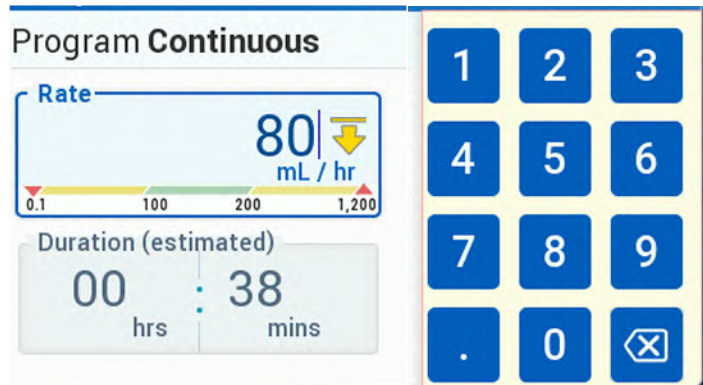 Program Continuous
Rate
80
mL / hr
0.1 100 200 1,200
Duration (estimated)
00 : 38
hrs mins
1 2 3
4 5 6
7 8 9
. 0